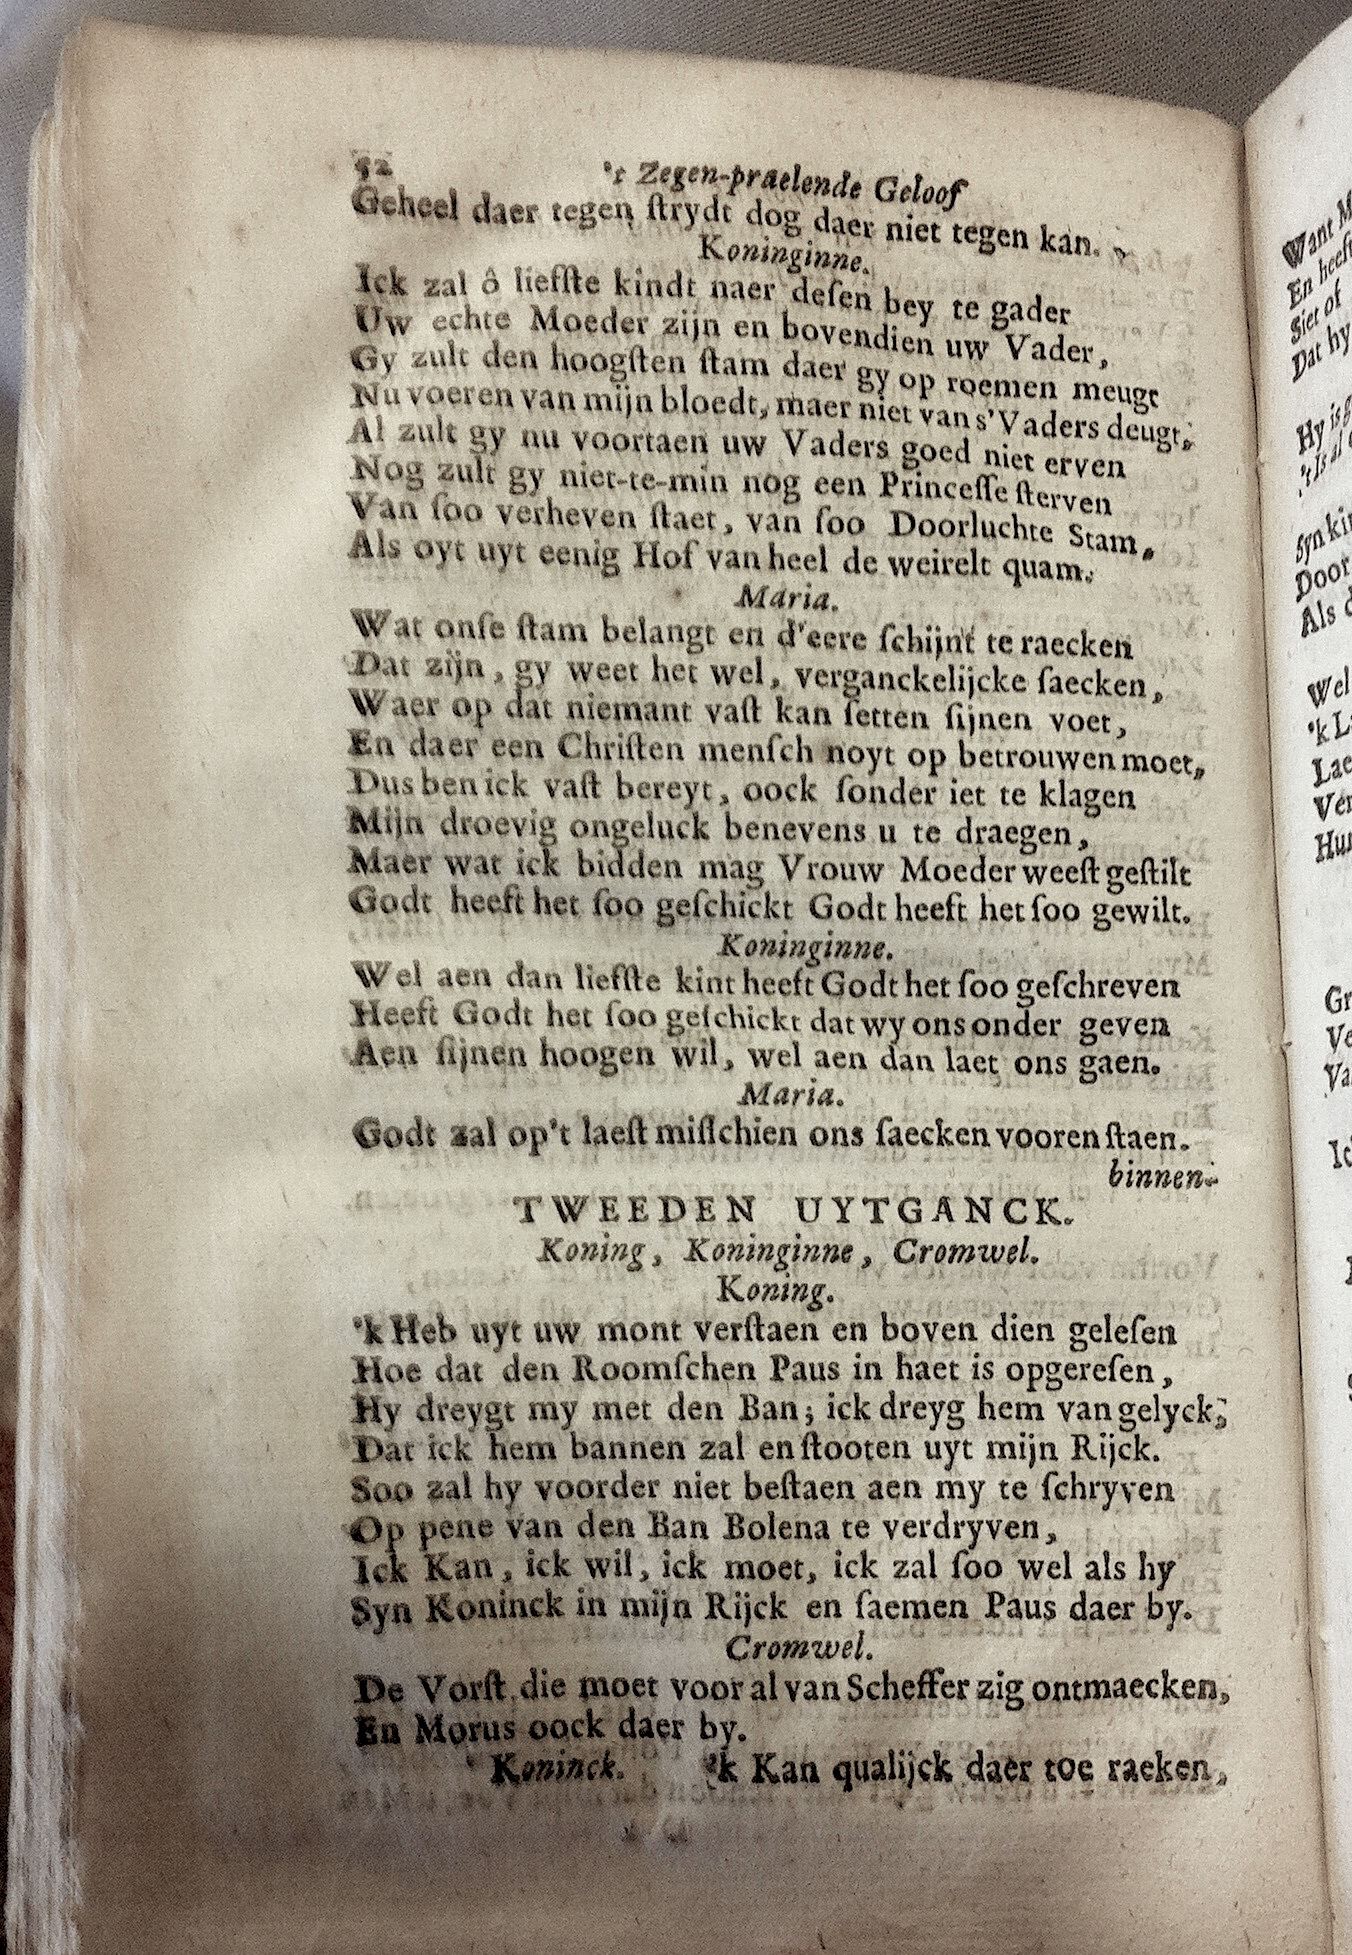 52 't Zegen-praelende Geloof
Geheel daer tegen ſtrydt dog daer niet tegen kan.
Koninginne.
Ick zal ô liefſte kindt naer deſen bey te gader
Uw echte Moeder zijn en bovendien uw Vader,
Gy zult den hoogſten ſtam daer gy op roemen meugt
Nu voeren van mijn bloedt, maer niet van s'Vaders deugt,
Al zult gy nu voortaen uw Vaders goed niet erven
Nog zult gy niet-te-min nog een Princeſſe ſterven
Van ſoo verheven ſtaet, van ſoo Doorluchte Stam,
Als oyt uyt eenig Hof van heel de weirelt quam.
Maria.
Wat onſe ſtam belangt en d'eere ſchijnt te raecken
Dat zijn, gy weet het wel, verganckelijcke ſaecken,
Waer op dat niemant vaſt kan ſetten ſijnen voet,
En daer een Chriſten menſch noyt op betrouwen moet,
Dus ben ick vaſt bereyt, oock ſonder iet te klagen
Mijn droevig ongeluck benevens u te draegen,
Maer wat ick bidden mag Vrouw Moeder weeſt geſtilt
Godt heeft het ſoo geſchickt Godt heeft het ſoo gewilt.
Koninginne.
Wel aen dan liefſte kint heeft Godt het ſoo geſchreven
Heeft Godt het ſoo geſchickt dat wy ons onder geven
Aen ſijnen hoogen wil, wel aen dan laet ons gaen.
Maria.
Godt zal op't laeſt miſſchien ons ſaecken vooren ſtaen.
binnen.
TWEEDEN UYTGANCK.
Koning, Koninginne, Cromwel.
Koning.
'k Heb uyt uw mont verſtaen en boven dien geleſen
Hoe dat den Roomſchen Paus in haet is opgereſen,
Hy dreygt my met den Ban; ick dreyg hem van gelyck;
Dat ick hem bannen zal en ſtooten uyt mijn Rijck.
Soo zal hy voorder niet beſtaen aen my te ſchryven
Op pene van den Ban Bolena te verdryven,
Ick Kan, ick wil, ick moet, ick zal ſoo wel als hy
Syn Koninck in mijn Rijck en ſaemen Paus daer by.
Cromwel.
De Vorſt die moet voor al van Scheffer zig ontmaecken,
En Morus oock daer by.
Koninck. 'k Kan qualijck daer toe raeken,
Want
En heeft
Siet of
Dat hy
Hy is
't Is al
Syn
Door
Als
Wel